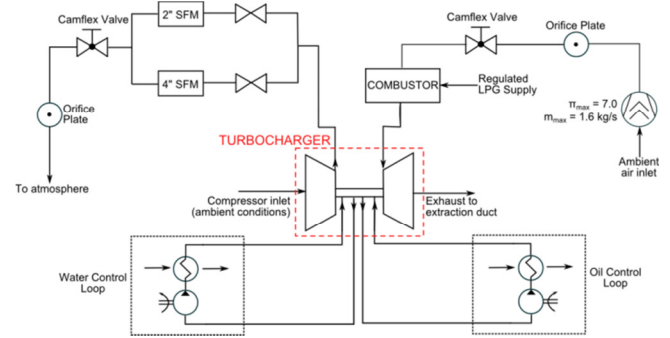 Camflex Valve
2" SFM
4" SFM
Orifice
Plate
To atmosphere
Camflex Valve
Orifice Plate
COMBUSTOR
Regulated
LPG Supply
πmax = 7.0
mmax = 1.6 kg/s
Ambient
air inlet
TURBOCHARGER
Compressor inlet
(ambient conditions)
Exhaust to
extraction duct
Water Control
Loop
Oil Control
Loop